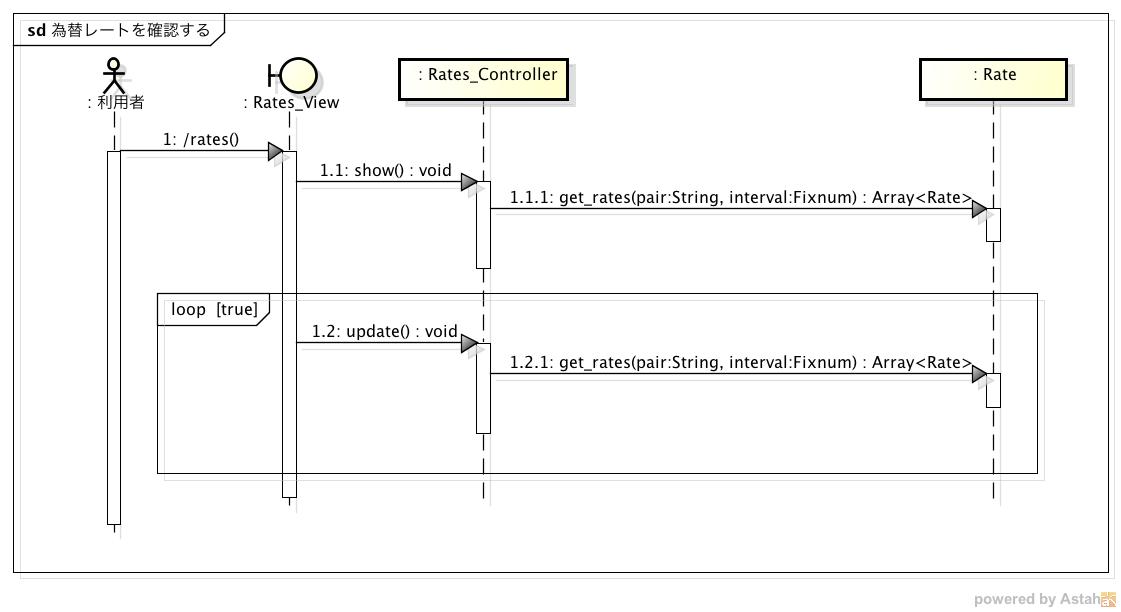 sd 為替レートを確認する
: 利用者
: Rates_View
: Rates_Controller
: Rate
1: /rates()
1.1: show() : void
1.1.1: get_rates(pair:String, interval:Fixnum) : Array<Rate>
loop [true]
1.2: update() : void
1.2.1: get_rates(pair:String, interval:Fixnum) : Array<Rate>
powered by Astah